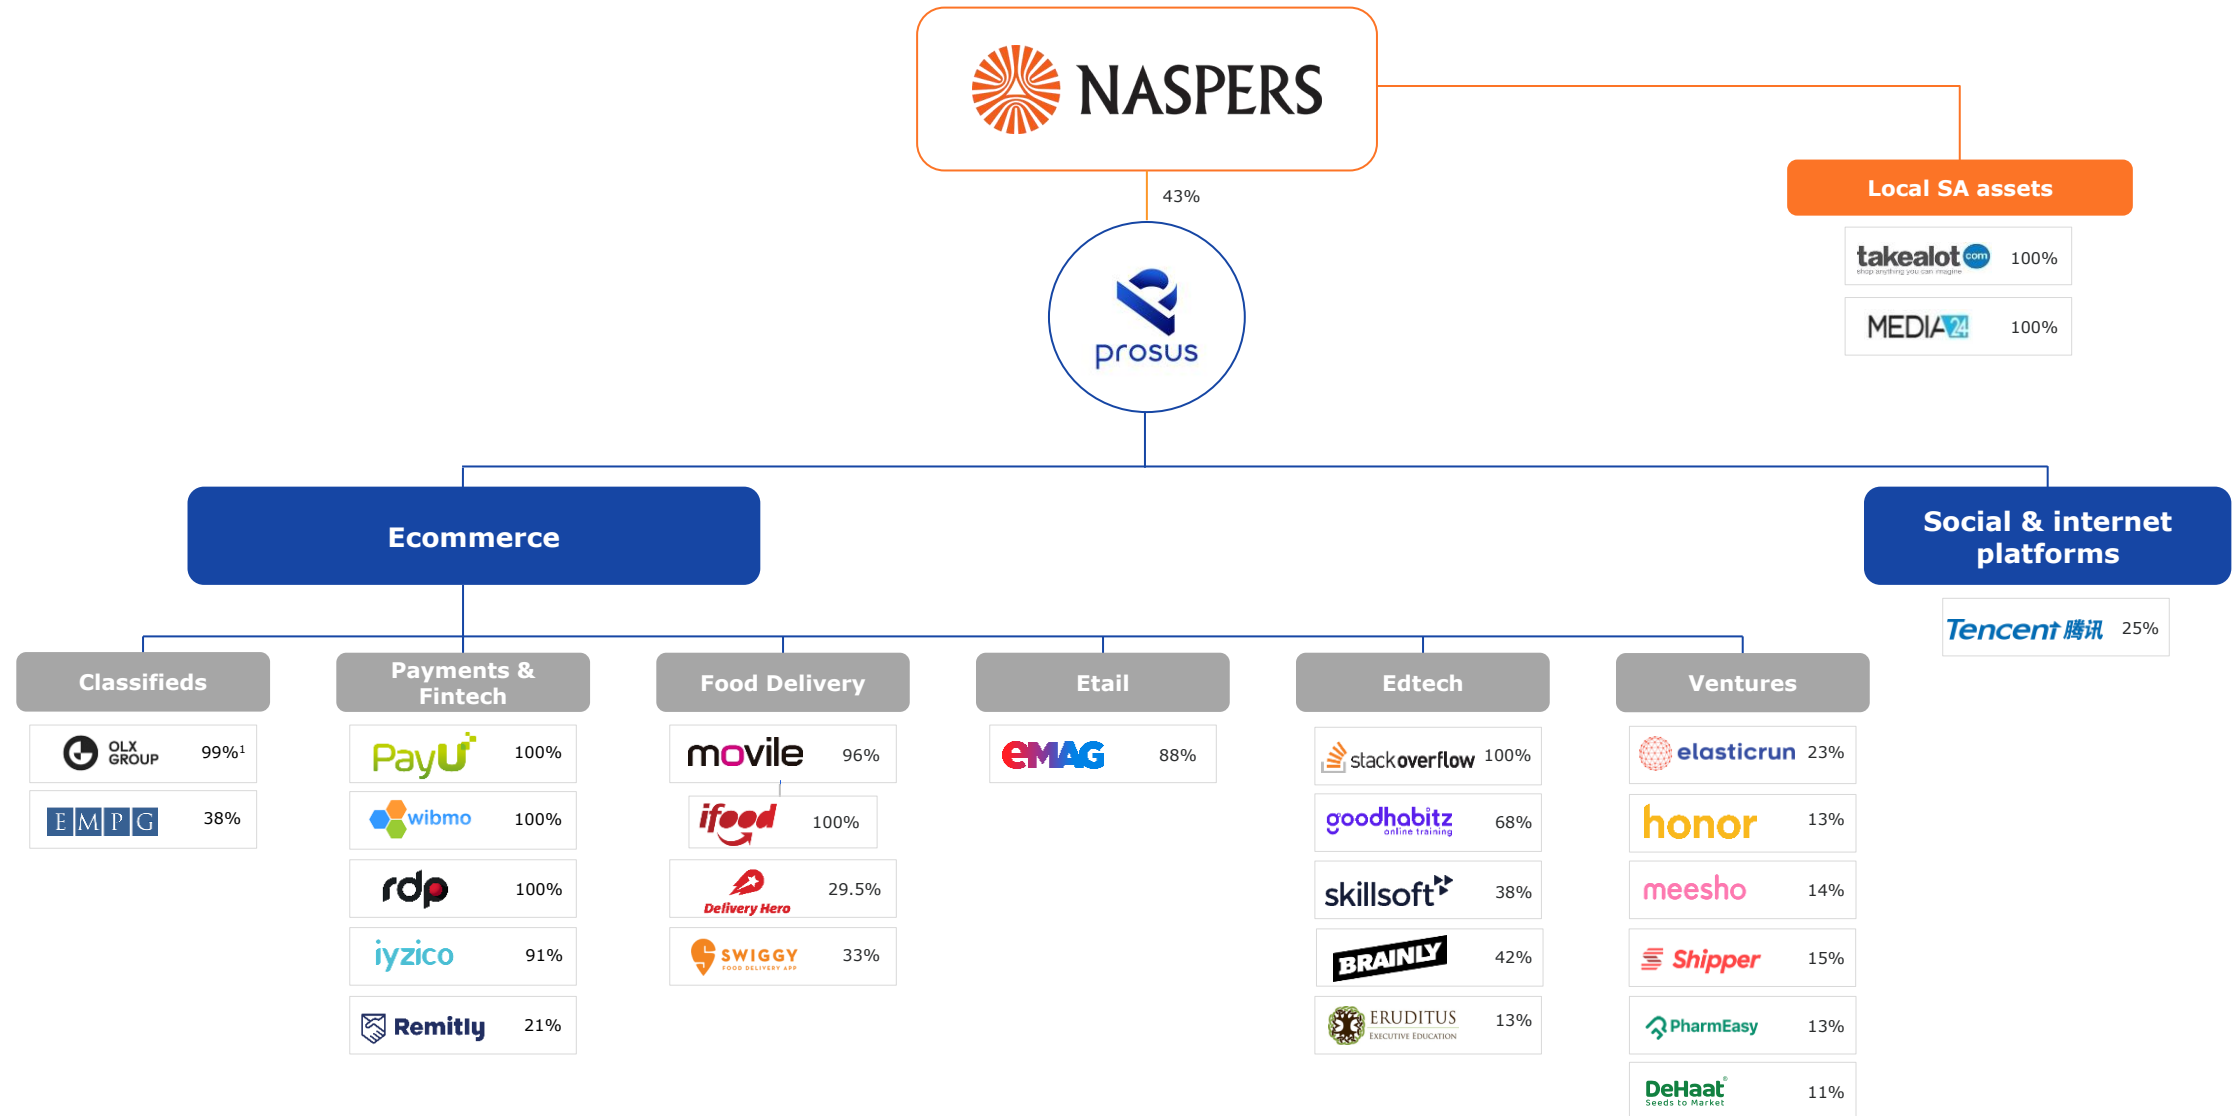 NASPERS
43%
Local SA assets
takealot com
shop anything you can imagine
100%
MEDIA24
100%
prosus
Ecommerce
Social & internet
platforms
Tencent 腾讯
25%
Classifieds
OLX
GROUP
99%¹
EMPG
38%
Payments &
Fintech
PayU
100%
wibmo
100%
rdp
100%
iyzico
91%
Remitly
21%
Food Delivery
movile
96%
ifood
100%
Delivery Hero
29.5%
SWIGGY
FOOD DELIVERY APP
33%
Etail
eMAG
88%
Edtech
stackoverflow
100%
goodhabitz
online training
68%
skillsoft
38%
BRAINLY
42%
ERUDITUS
EXECUTIVE EDUCATION
13%
Ventures
elasticrun
23%
honor
13%
meesho
14%
Shipper
15%
PharmEasy
13%
DeHaat®
Seeds to Market
11%